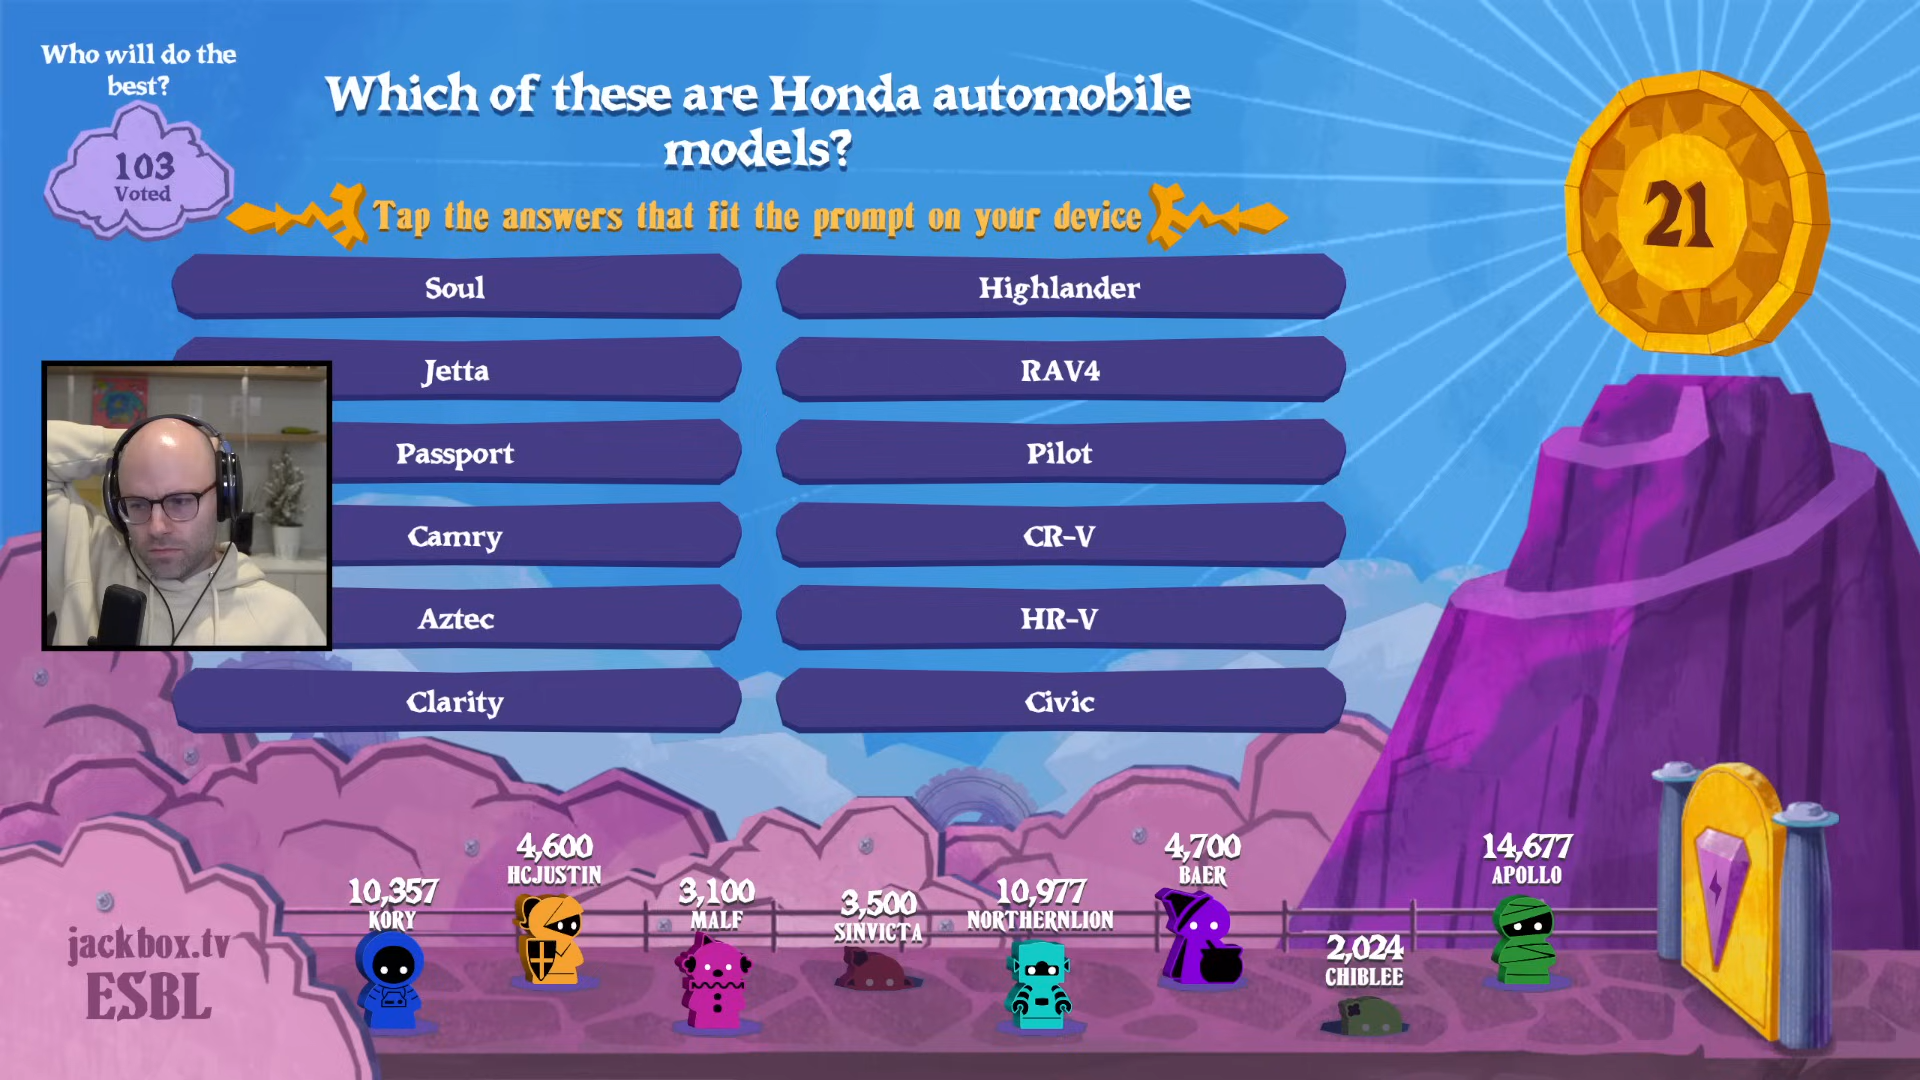 Who will do the
best?
103
Voted
Which of these are Honda automobile
models?
Tap the answers that fit the prompt on your device
21
Soul
Highlander
Jetta
RAV4
Passport
Pilot
Camry
CR-V
Aztec
HR-V
Clarity
Civic
10,357
KORY
4,600
HCJUSTIN
3,100
MALF
3,500
SINVICTA
10,977
NORTHERNLION
4,700
BAER
2,024
CHIBLEE
14,677
APOLLO
jackbox.tv
ESBL